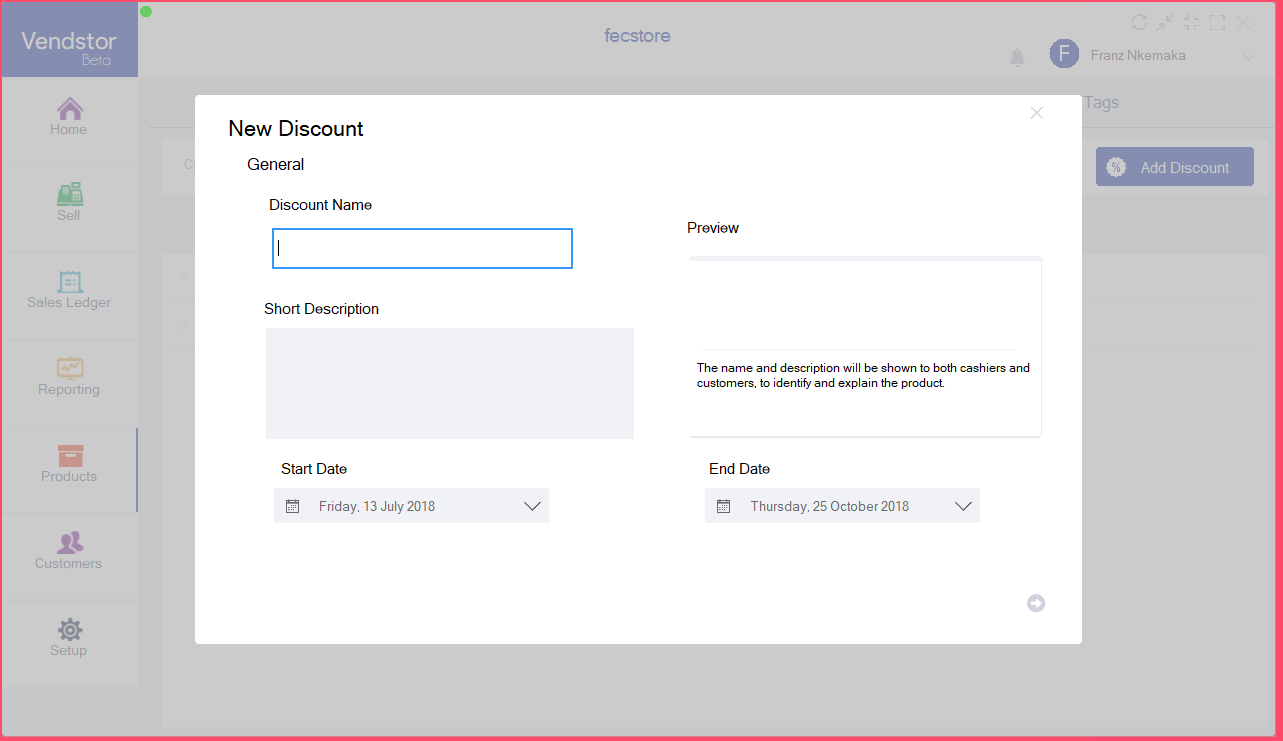 Vendstor
Beta
fecstore
F
Franz Nkemaka
Home
Sell
Sales Ledger
Reporting
Products
Customers
Setup
Tags
%
Add Discount
New Discount
General
Discount Name
Preview
Short Description
The name and description will be shown to both cashiers and
customers, to identify and explain the product.
Start Date
End Date
Friday, 13 July 2018
Thursday, 25 October 2018